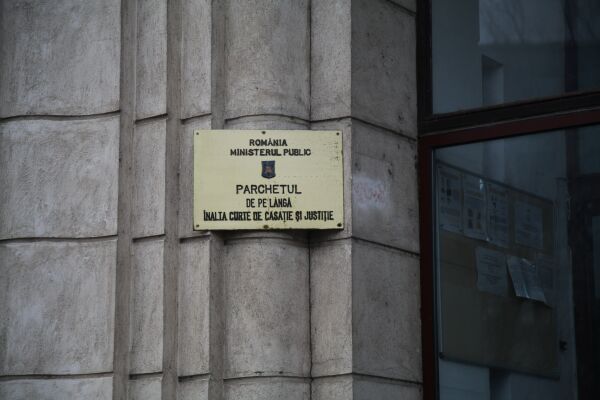 ROMÂNIA
MINISTERUL PUBLIC
PARCHETUL
DE PE LÂNGĂ
ÎNALTA CURTE DE CASAȚIE ȘI JUSTIȚIE